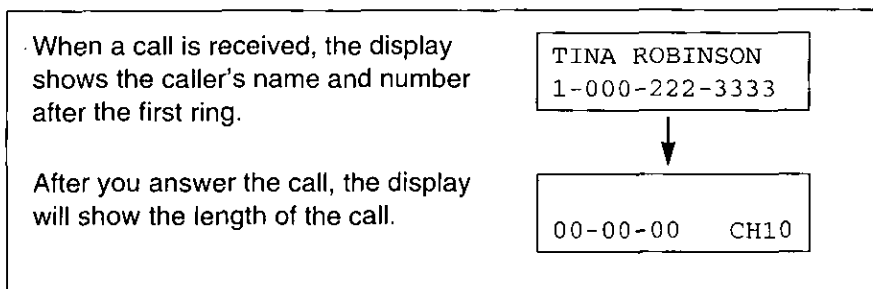 When a call is received, the display
shows the caller's name and number
after the first ring.
TINA ROBINSON
1-000-222-3333
After you answer the call, the display
will show the length of the call.
00-00-00 CH10